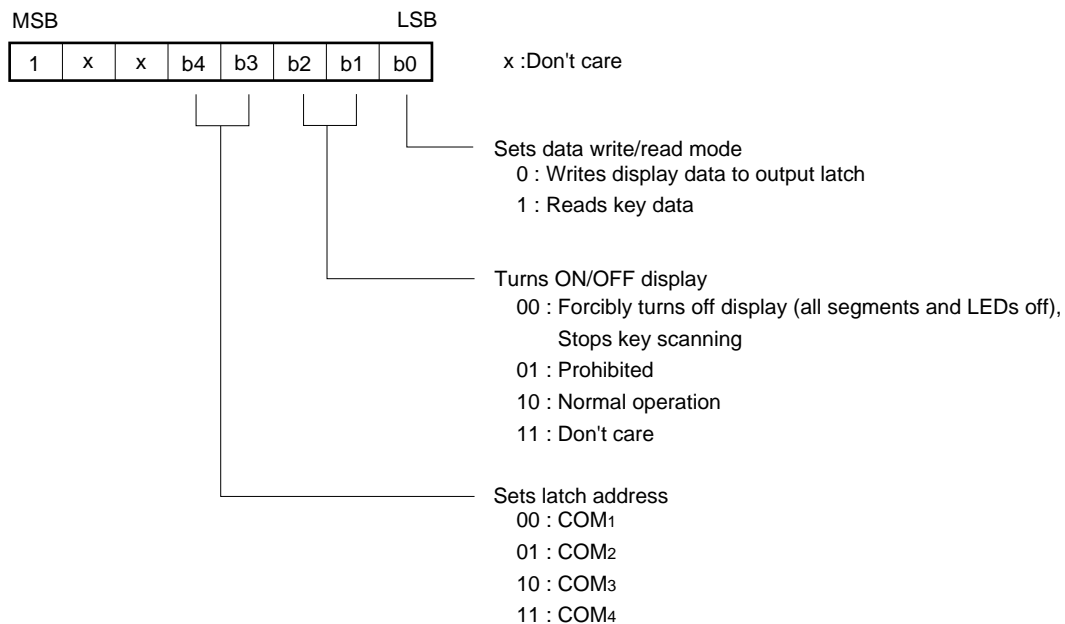 MSB LSB
1 x x b4 b3 b2 b1 b0 x :Don't care
Sets data write/read mode
0 : Writes display data to output latch
1 : Reads key data
Turns ON/OFF display
00 : Forcibly turns off display (all segments and LEDs off),
Stops key scanning
01 : Prohibited
10 : Normal operation
11 : Don't care
Sets latch address
00 : COM1
01 : COM2
10 : COM3
11 : COM4